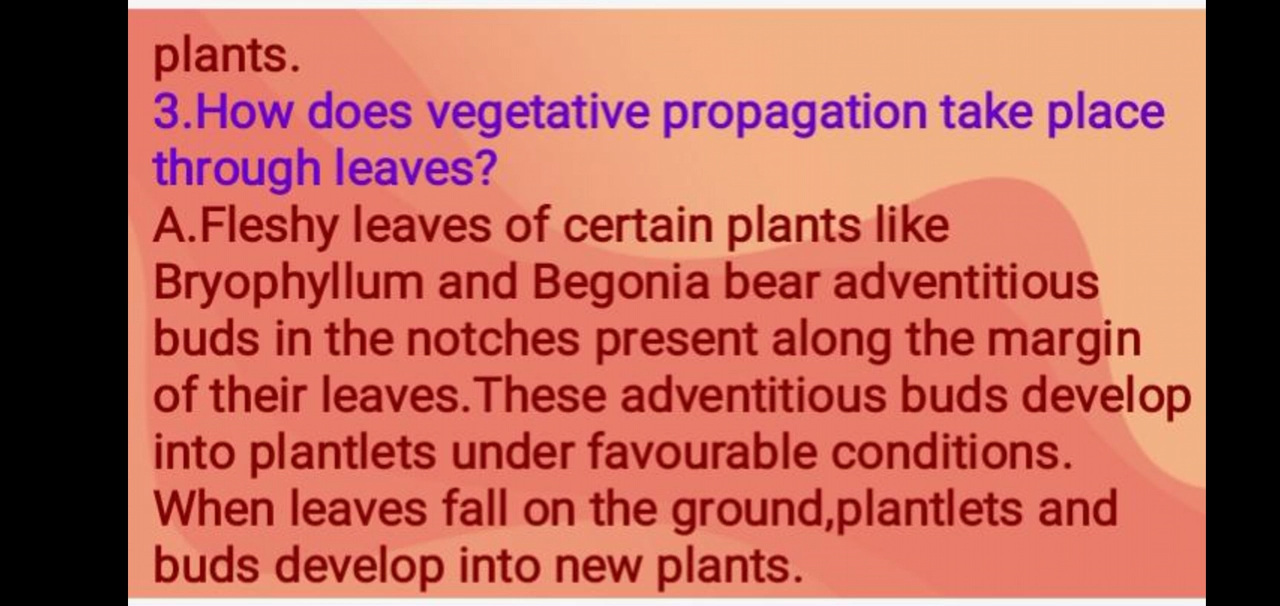 plants.
3.How does vegetative propagation take place
through leaves?
A.Fleshy leaves of certain plants like
Bryophyllum and Begonia bear adventitious
buds in the notches present along the margin
of their leaves.These adventitious buds develop
into plantlets under favourable conditions.
When leaves fall on the ground,plantlets and
buds develop into new plants.